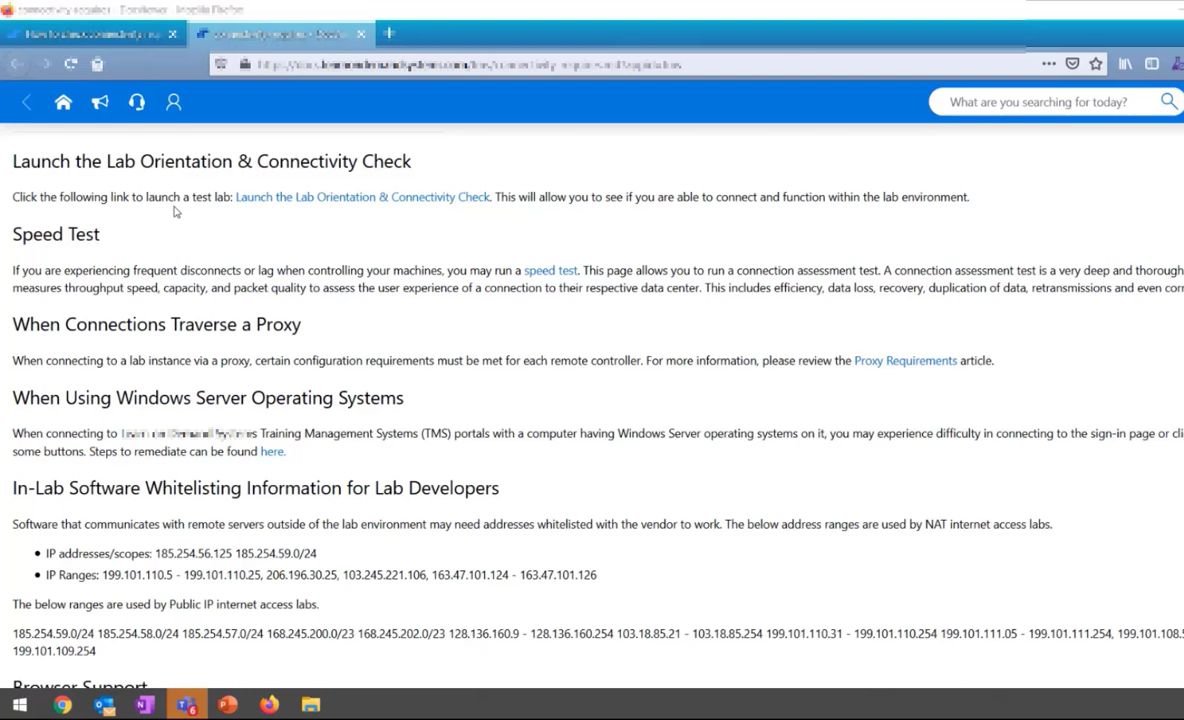 What are you searching for today?
Launch the Lab Orientation & Connectivity Check
Click the following link to launch a test lab: Launch the Lab Orientation & Connectivity Check. This will allow you to see if you are able to connect and function within the lab environment.
Speed Test
If you are experiencing frequent disconnects or lag when controlling your machines, you may run a speed test. This page allows you to run a connection assessment test. A connection assessment test is a very deep and thorough
measures throughput speed, capacity, and packet quality to assess the user experience of a connection to their respective data center. This includes efficiency, data loss, recovery, duplication of data, retransmissions and even
When Connections Traverse a Proxy
When connecting to a lab instance via a proxy, certain configuration requirements must be met for each remote controller. For more information, please review the Proxy Requirements article.
When Using Windows Server Operating Systems
When connecting to Training Management Systems (TMS) portals with a computer having Windows Server operating systems on it, you may experience difficulty in connecting to the sign-in page or
some buttons. Steps to remediate can be found here.
In-Lab Software Whitelisting Information for Lab Developers
Software that communicates with remote servers outside of the lab environment may need addresses whitelisted with the vendor to work. The below address ranges are used by NAT internet access labs.
• IP addresses/scopes: 185.254.56.125 185.254.59.0/24
• IP Ranges: 199.101.110.5 - 199.101.110.25, 206.196.30.25, 103.245.221.106, 163.47.101.124 - 163.47.101.126
The below ranges are used by Public IP internet access labs.
185.254.59.0/24 185.254.58.0/24 185.254.57.0/24 168.245.200.0/23 168.245.202.0/23 128.136.160.9 - 128.136.160.254 103.18.85.21 - 103.18.85.254 199.101.110.31 - 199.101.110.254 199.101.111.05 - 199.101.111.254, 199.101.108.5
199.101.109.254
Browser Support